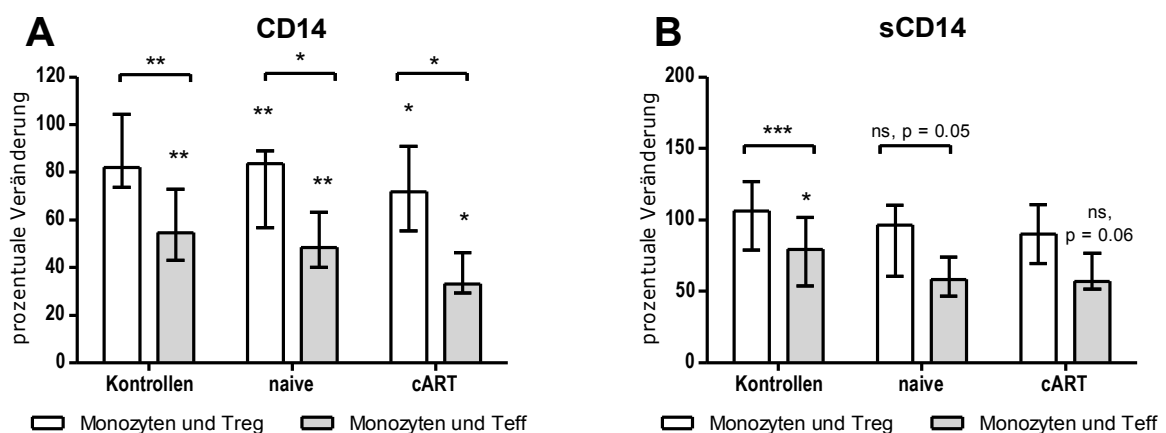 A
CD14
prozentuale Veränderung
120
100
80
60
40
20
0
**
*
*
**
**
**
*
*
Kontrollen
naive
cART
Monozyten und Treg
Monozyten und Teff
B
sCD14
prozentuale Veränderung
200
150
100
50
0
***
ns, p = 0.05
*
ns,
p = 0.06
Kontrollen
naive
cART
Monozyten und Treg
Monozyten und Teff